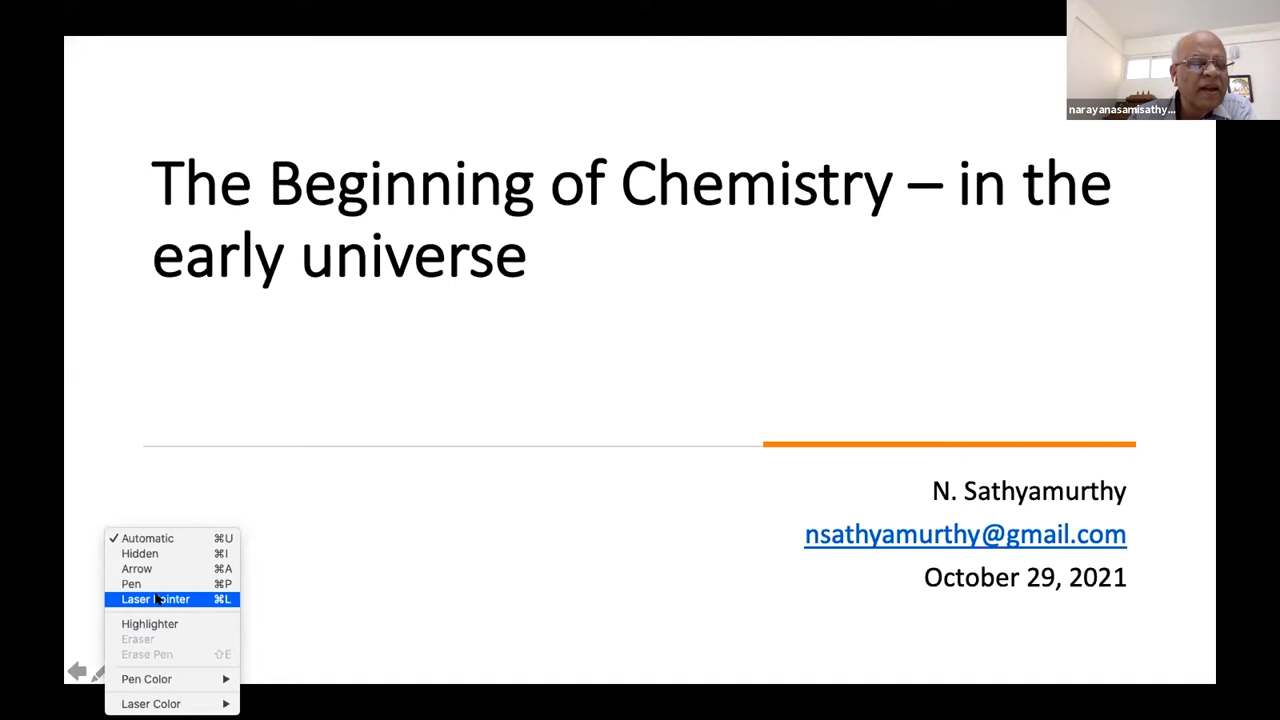 narayanasamisathy...
The Beginning of Chemistry – in the
early universe
N. Sathyamurthy
nsathyamurthy@gmail.com
October 29, 2021
✓ Automatic ⌘U
Hidden ⌘I
Arrow ⌘A
Pen ⌘P
Laser Pointer ⌘L
Highlighter
Eraser
Erase Pen ⇧E
Pen Color
Laser Color